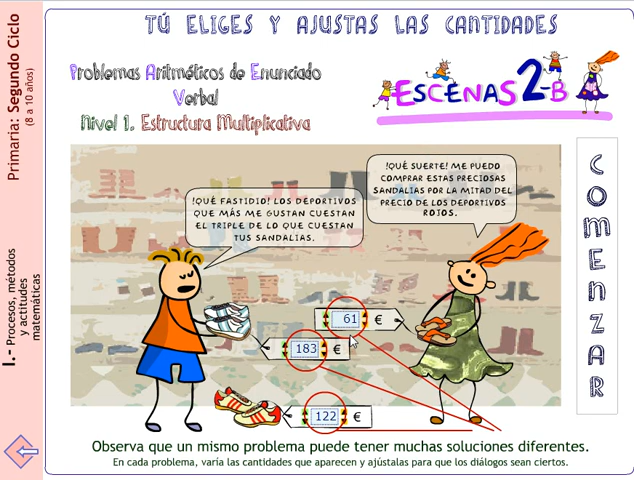 TÚ ELIGES Y AJUSTAS LAS CANTIDADES
Primaria: Segundo Ciclo
(8 a 10 años)
I.- Procesos, métodos
y actitudes
matemáticas
Problemas Aritméticos de Enunciado
Verbal
Nivel 1. Estructura Multiplicativa
ESCENAS 2-B
!QUÉ FASTIDIO! LOS DEPORTIVOS
QUE MÁS ME GUSTAN CUESTAN
EL TRIPLE DE LO QUE CUESTAN
TUS SANDALIAS.
!QUÉ SUERTE! ME PUEDO
COMPRAR ESTAS PRECIOSAS
SANDALIAS POR LA MITAD DEL
PRECIO DE LOS DEPORTIVOS
ROJOS.
61 €
183 €
122 €
COMENZAR
Observa que un mismo problema puede tener muchas soluciones diferentes.
En cada problema, varía las cantidades que aparecen y ajústalas para que los diálogos sean ciertos.